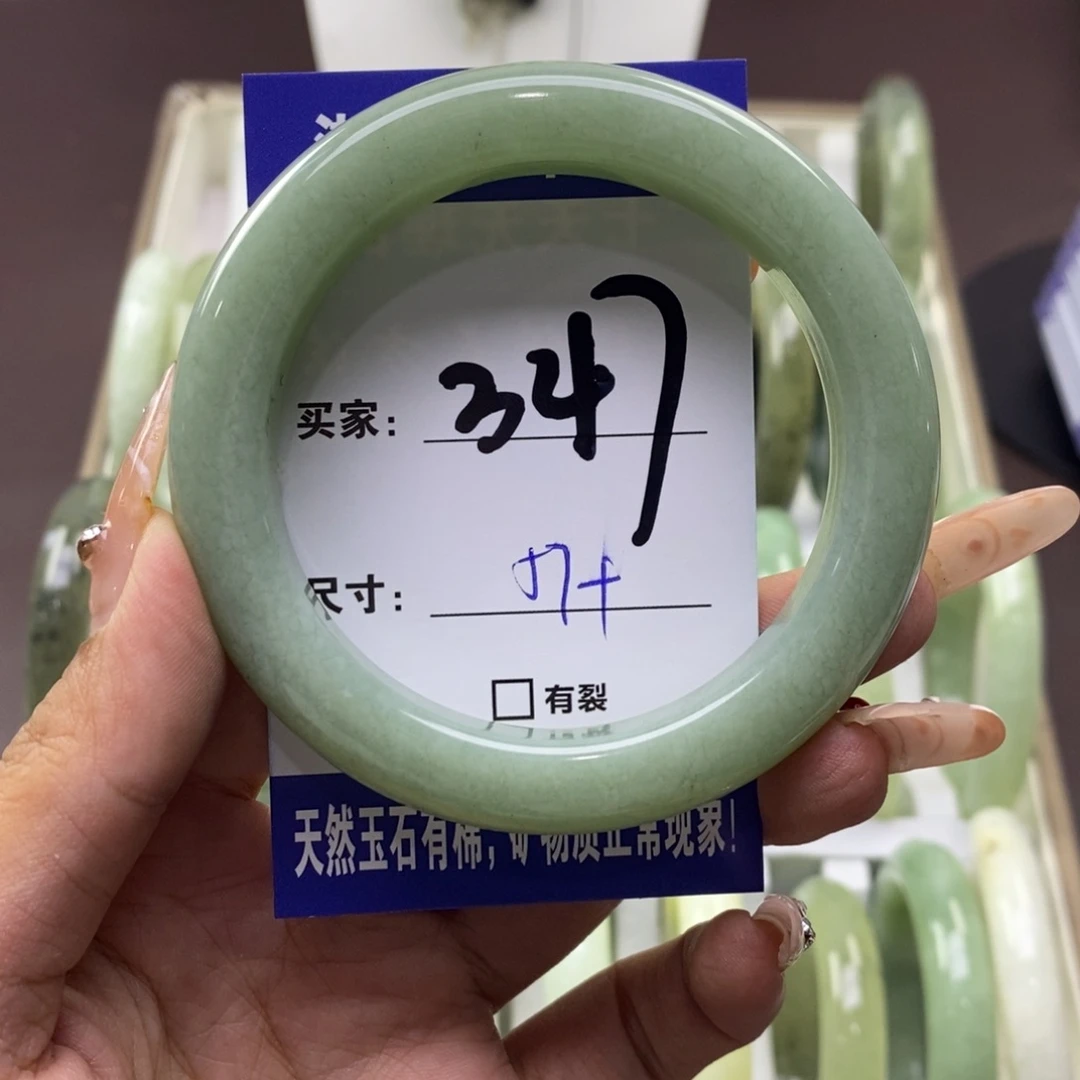 买家: 347
尺寸: 57+
□有裂
天然玉石有棉,矿物质正常现象!